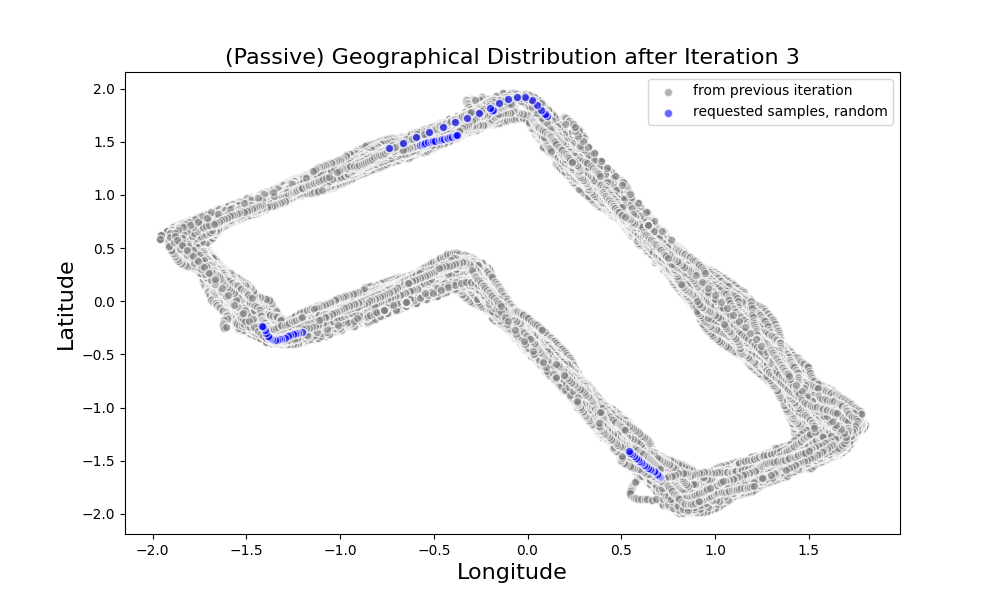 (Passive) Geographical Distribution after Iteration 3
from previous iteration
requested samples, random
2.0
1.5
1.0
0.5
0.0
−0.5
−1.0
−1.5
−2.0
Latitude
−2.0 −1.5 −1.0 −0.5 0.0 0.5 1.0 1.5
Longitude